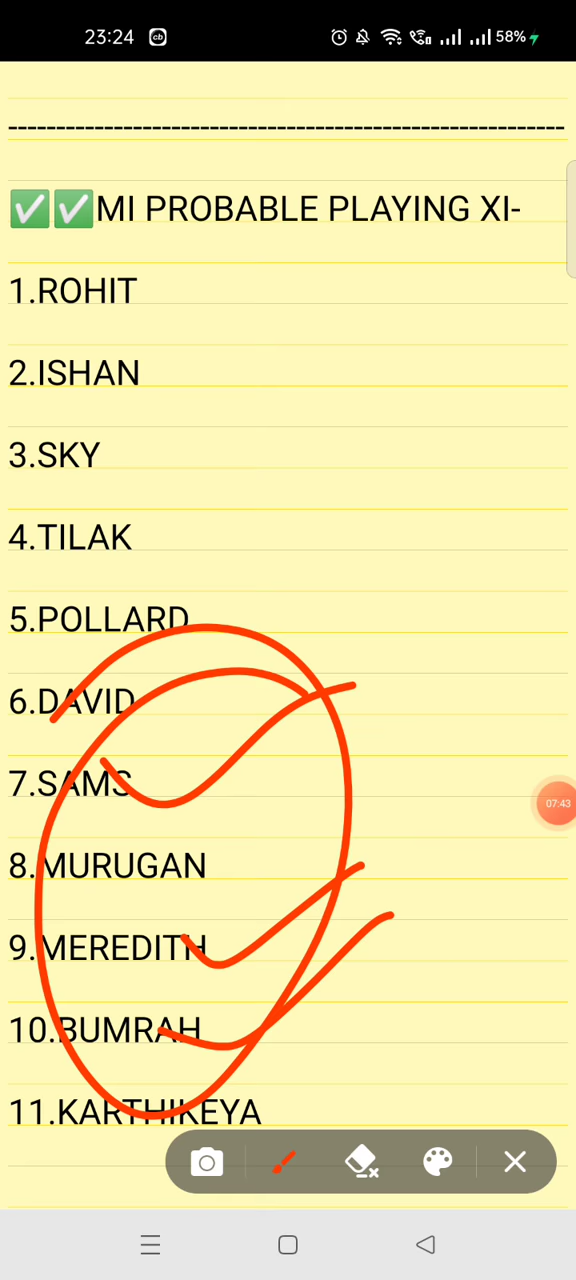 23:24 cb 58%
----------------------------------------------------------
✅✅MI PROBABLE PLAYING XI-
1.ROHIT
2.ISHAN
3.SKY
4.TILAK
5.POLLARD
6.DAVID
7.SAMS
8.MURUGAN
07:43
9.MEREDITH
10.BUMRAH
11.KARTHIKEYA